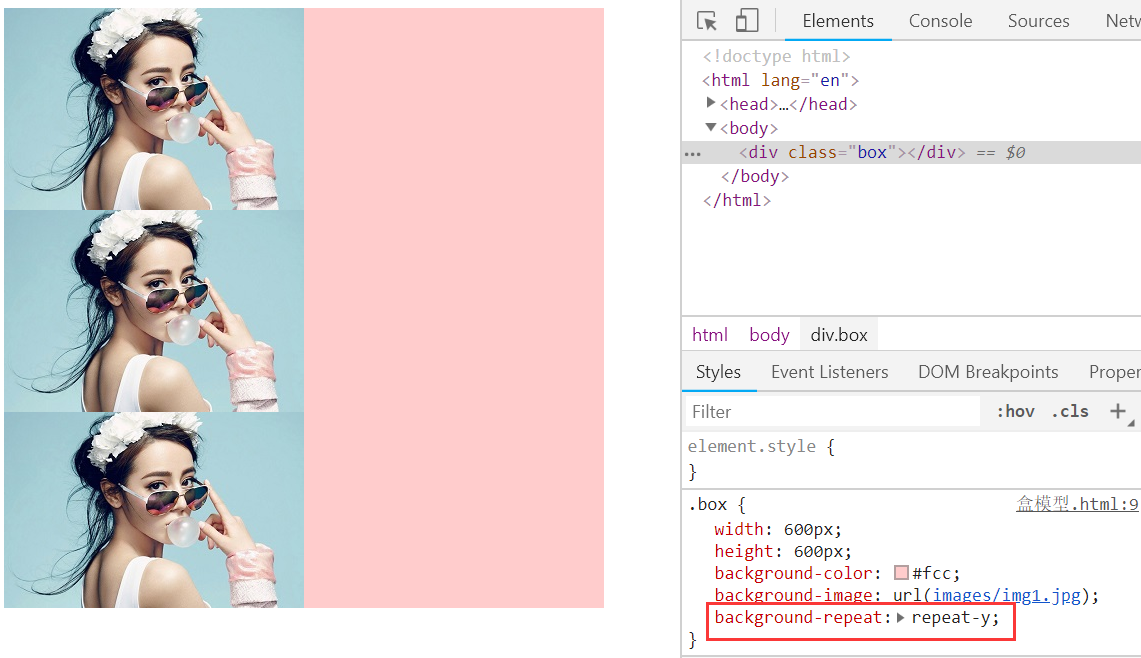 Elements Console Sources Netw
<!doctype html>
<html lang="en">
<head>…</head>
<body>
<div class="box"></div> == $0
</body>
</html>
html body div.box
Styles Event Listeners DOM Breakpoints Proper
Filter :hov .cls +
element.style {
}
.box { 盒模型.html:9
width: 600px;
height: 600px;
background-color: #fcc;
background-image: url(images/img1.jpg);
background-repeat: repeat-y;
}